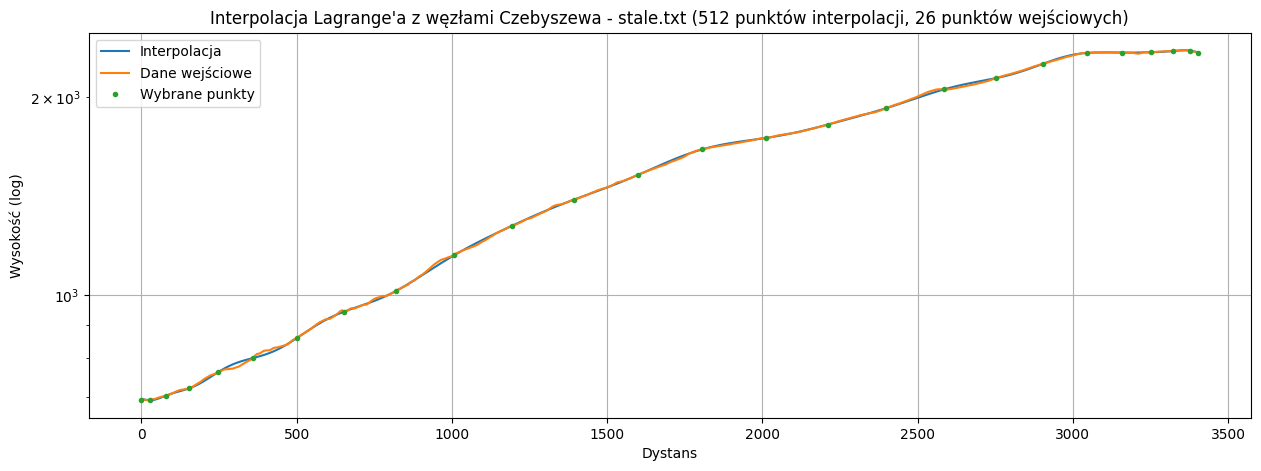 Interpolacja Lagrange'a z węzłami Czebyszewa - stale.txt (512 punktów interpolacji, 26 punktów wejściowych)
Interpolacja
Dane wejściowe
Wybrane punkty
2 × 10³
10³
Wysokość (log)
0 500 1000 1500 2000 2500 3000 3500
Dystans